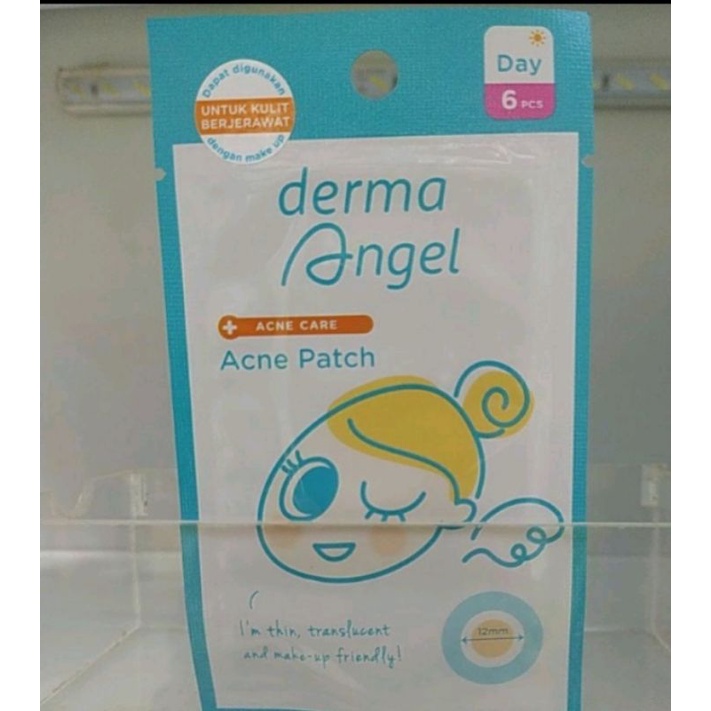 Dapat digunakan
UNTUK KULIT
BERJERAWAT
dengan make up
Day
6 PCS
derma
Angel
ACNE CARE
Acne Patch
I'm thin, translucent
and make-up friendly!
12mm